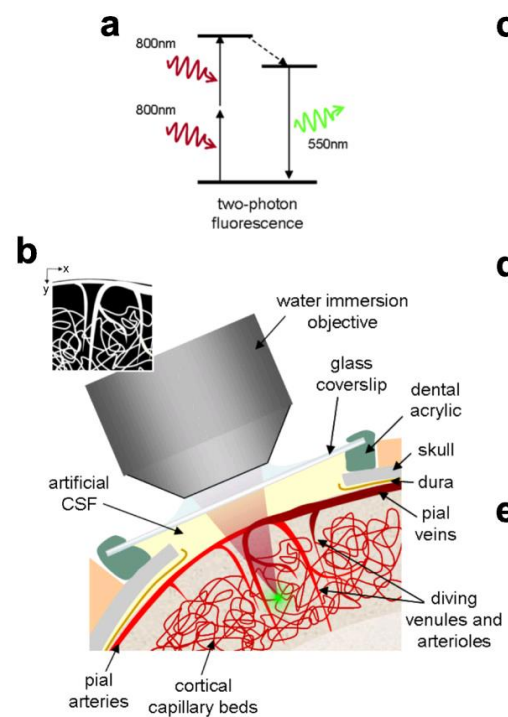 a
800nm
800nm
550nm
two-photon
fluorescence
c
b
x
y
water immersion
objective
glass
coverslip
dental
acrylic
skull
dura
pial
veins
artificial
CSF
diving
venules and
arterioles
pial
arteries
cortical
capillary beds
d
e